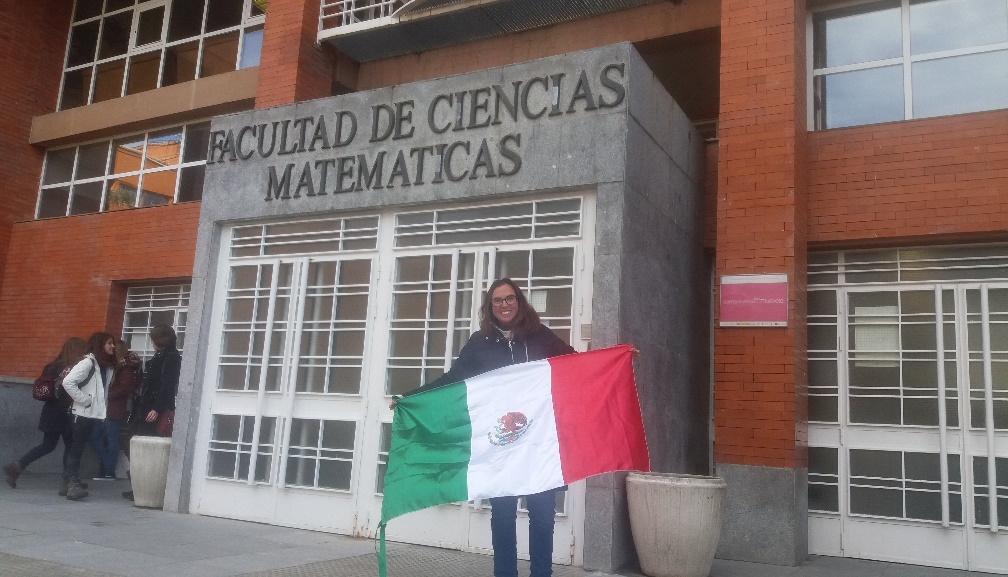 FACULTAD DE CIENCIAS
MATEMATICAS